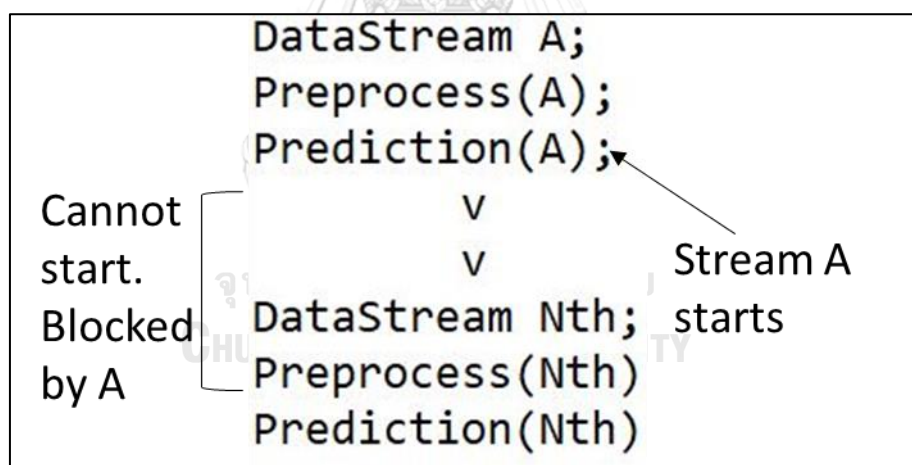 DataStream A;
Preprocess(A);
Prediction(A);
v
v
DataStream Nth;
Preprocess(Nth)
Prediction(Nth)
Cannot
start.
Blocked
by A
Stream A
starts